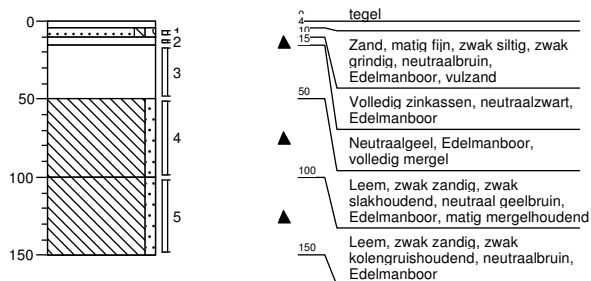 0
50
100
150
1
2
3
4
5
0
4
10
15
50
100
150
tegel
Zand, matig fijn, zwak siltig, zwak
grindig, neutraalbruin,
Edelmanboor, vulzand
Volledig zinkassen, neutraalzwart,
Edelmanboor
Neutraalgeel, Edelmanboor,
volledig mergel
Leem, zwak zandig, zwak
slakhoudend, neutraal geelbruin,
Edelmanboor, matig mergelhoudend
Leem, zwak zandig, zwak
kolengruishoudend, neutraalbruin,
Edelmanboor